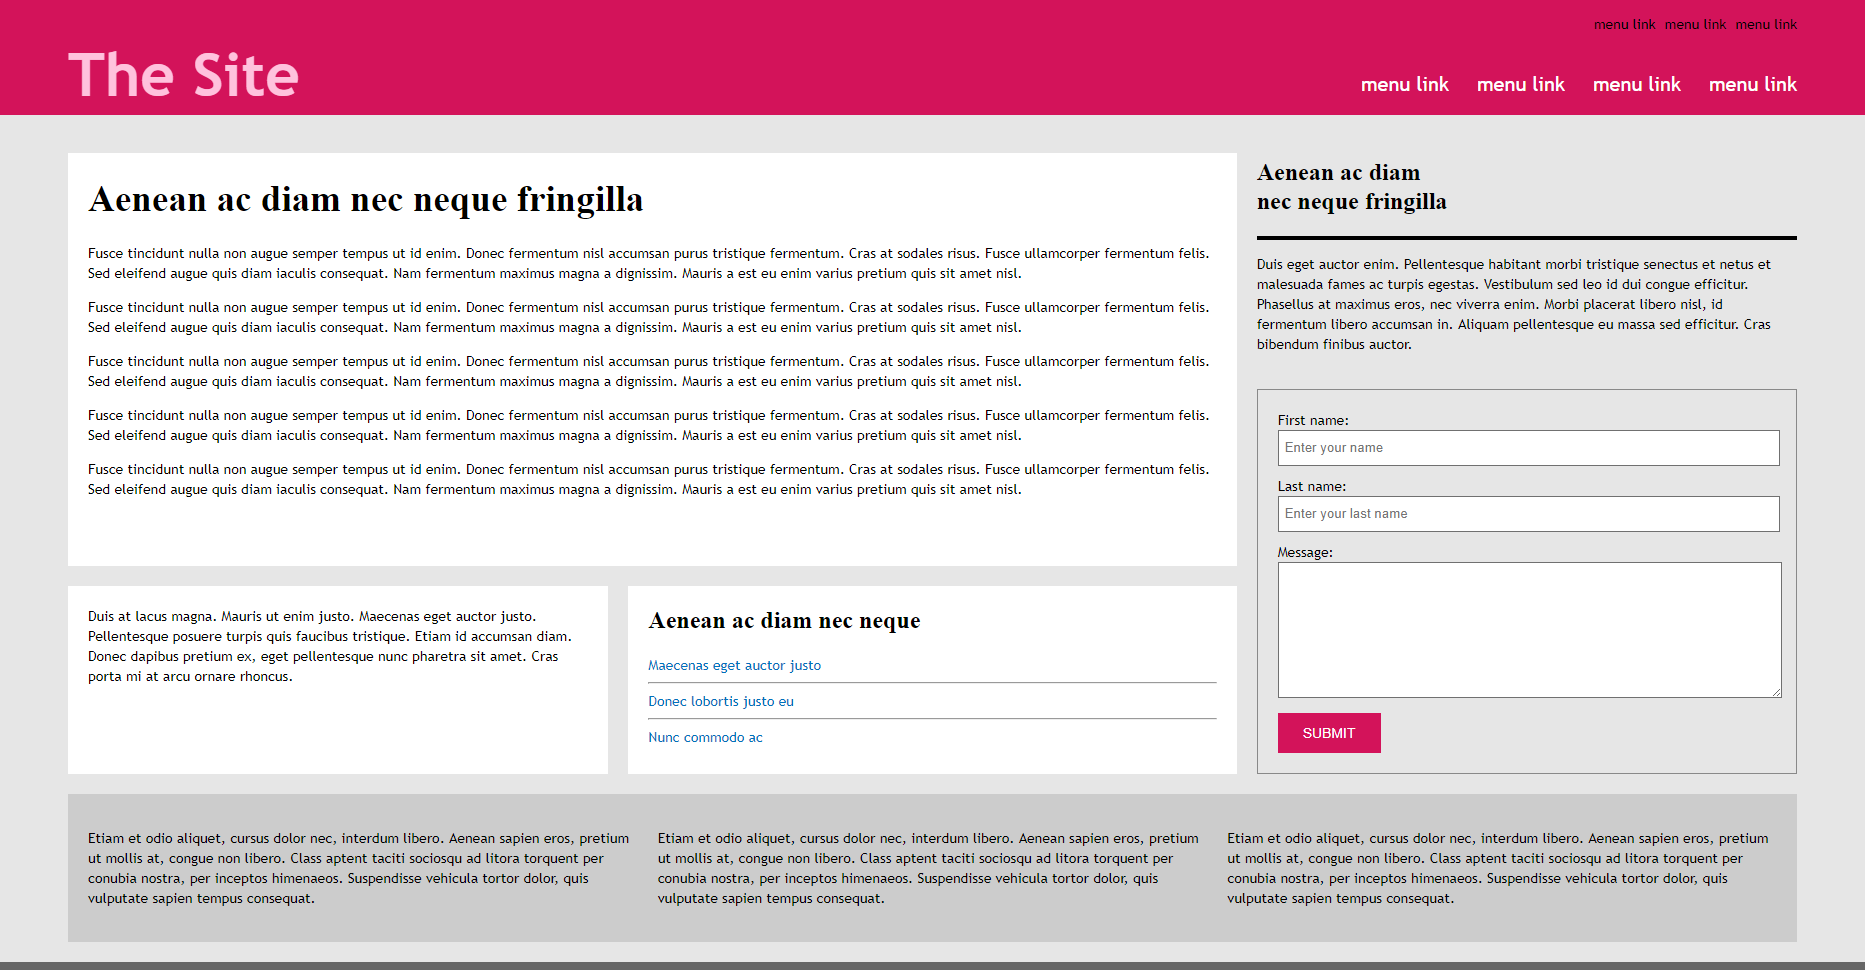 menu link menu link menu link
The Site
menu link menu link menu link menu link
Aenean ac diam nec neque fringilla
Fusce tincidunt nulla non augue semper tempus ut id enim. Donec fermentum nisl accumsan purus tristique fermentum. Cras at sodales risus. Fusce ullamcorper fermentum felis.
Sed eleifend augue quis diam iaculis consequat. Nam fermentum maximus magna a dignissim. Mauris a est eu enim varius pretium quis sit amet nisl.
Fusce tincidunt nulla non augue semper tempus ut id enim. Donec fermentum nisl accumsan purus tristique fermentum. Cras at sodales risus. Fusce ullamcorper fermentum felis.
Sed eleifend augue quis diam iaculis consequat. Nam fermentum maximus magna a dignissim. Mauris a est eu enim varius pretium quis sit amet nisl.
Fusce tincidunt nulla non augue semper tempus ut id enim. Donec fermentum nisl accumsan purus tristique fermentum. Cras at sodales risus. Fusce ullamcorper fermentum felis.
Sed eleifend augue quis diam iaculis consequat. Nam fermentum maximus magna a dignissim. Mauris a est eu enim varius pretium quis sit amet nisl.
Fusce tincidunt nulla non augue semper tempus ut id enim. Donec fermentum nisl accumsan purus tristique fermentum. Cras at sodales risus. Fusce ullamcorper fermentum felis.
Sed eleifend augue quis diam iaculis consequat. Nam fermentum maximus magna a dignissim. Mauris a est eu enim varius pretium quis sit amet nisl.
Fusce tincidunt nulla non augue semper tempus ut id enim. Donec fermentum nisl accumsan purus tristique fermentum. Cras at sodales risus. Fusce ullamcorper fermentum felis.
Sed eleifend augue quis diam iaculis consequat. Nam fermentum maximus magna a dignissim. Mauris a est eu enim varius pretium quis sit amet nisl.
Duis at lacus magna. Mauris ut enim justo. Maecenas eget auctor justo.
Pellentesque posuere turpis quis faucibus tristique. Etiam id accumsan diam.
Donec dapibus pretium ex, eget pellentesque nunc pharetra sit amet. Cras
porta mi at arcu ornare rhoncus.
Aenean ac diam nec neque
Maecenas eget auctor justo
Donec lobortis justo eu
Nunc commodo ac
Aenean ac diam
nec neque fringilla
Duis eget auctor enim. Pellentesque habitant morbi tristique senectus et netus et
malesuada fames ac turpis egestas. Vestibulum sed leo id dui congue efficitur.
Phasellus at maximus eros, nec viverra enim. Morbi placerat libero nisl, id
fermentum libero accumsan in. Aliquam pellentesque eu massa sed efficitur. Cras
bibendum finibus auctor.
First name:
Enter your name
Last name:
Enter your last name
Message:
SUBMIT
Etiam et odio aliquet, cursus dolor nec, interdum libero. Aenean sapien eros, pretium
ut mollis at, congue non libero. Class aptent taciti sociosqu ad litora torquent per
conubia nostra, per inceptos himenaeos. Suspendisse vehicula tortor dolor, quis
vulputate sapien tempus consequat.
Etiam et odio aliquet, cursus dolor nec, interdum libero. Aenean sapien eros, pretium
ut mollis at, congue non libero. Class aptent taciti sociosqu ad litora torquent per
conubia nostra, per inceptos himenaeos. Suspendisse vehicula tortor dolor, quis
vulputate sapien tempus consequat.
Etiam et odio aliquet, cursus dolor nec, interdum libero. Aenean sapien eros, pretium
ut mollis at, congue non libero. Class aptent taciti sociosqu ad litora torquent per
conubia nostra, per inceptos himenaeos. Suspendisse vehicula tortor dolor, quis
vulputate sapien tempus consequat.